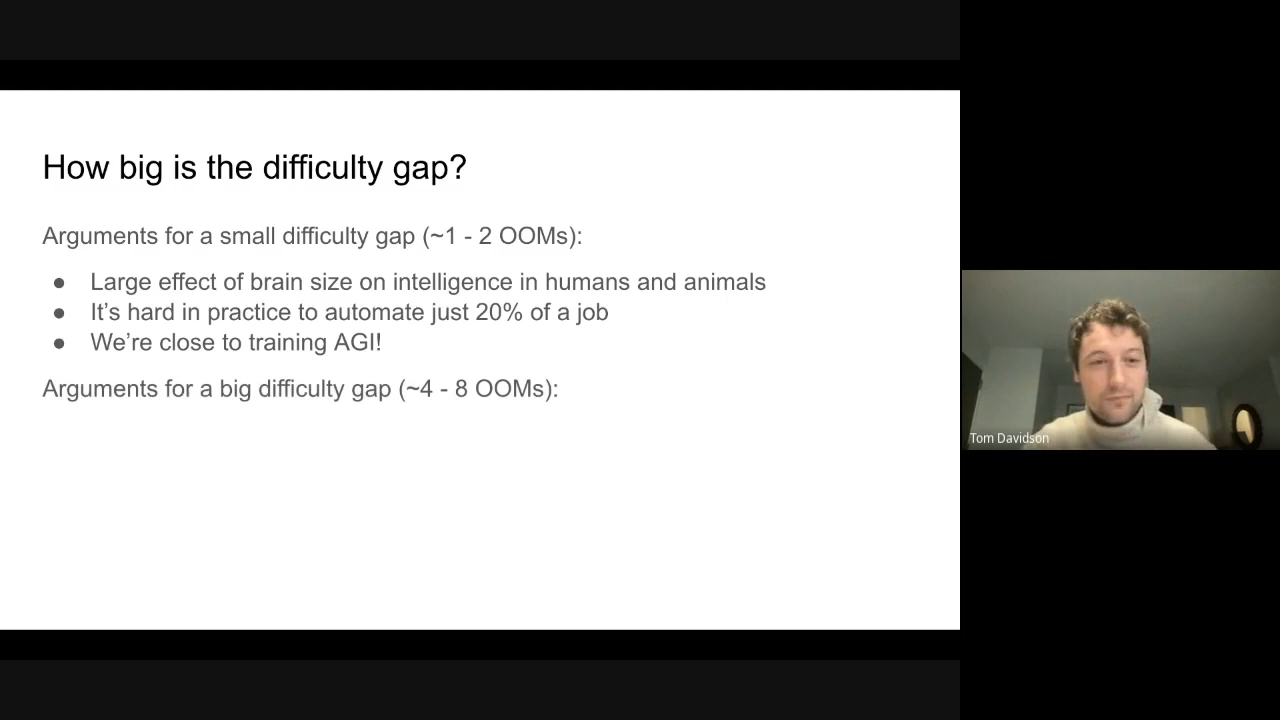 How big is the difficulty gap?
Arguments for a small difficulty gap (~1 - 2 OOMs):
● Large effect of brain size on intelligence in humans and animals
● It’s hard in practice to automate just 20% of a job
● We’re close to training AGI!
Arguments for a big difficulty gap (~4 - 8 OOMs):
Tom Davidson